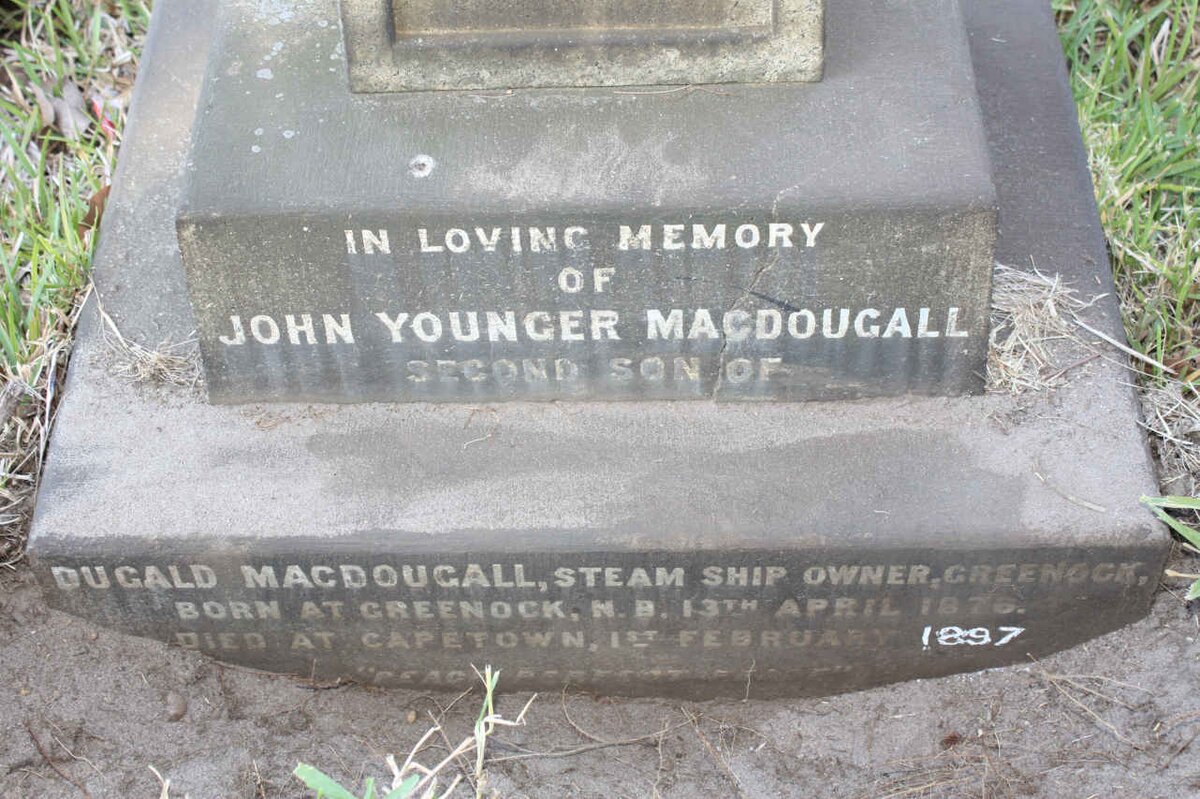 IN LOVING MEMORY
OF
JOHN YOUNGER MACDOUGALL
SECOND SON OF
DUGALD MACDOUGALL, STEAM SHIP OWNER, GREENOCK,
BORN AT GREENOCK, N.B. 13TH APRIL 1876.
DIED AT CAPETOWN, 1ST FEBRUARY 1897